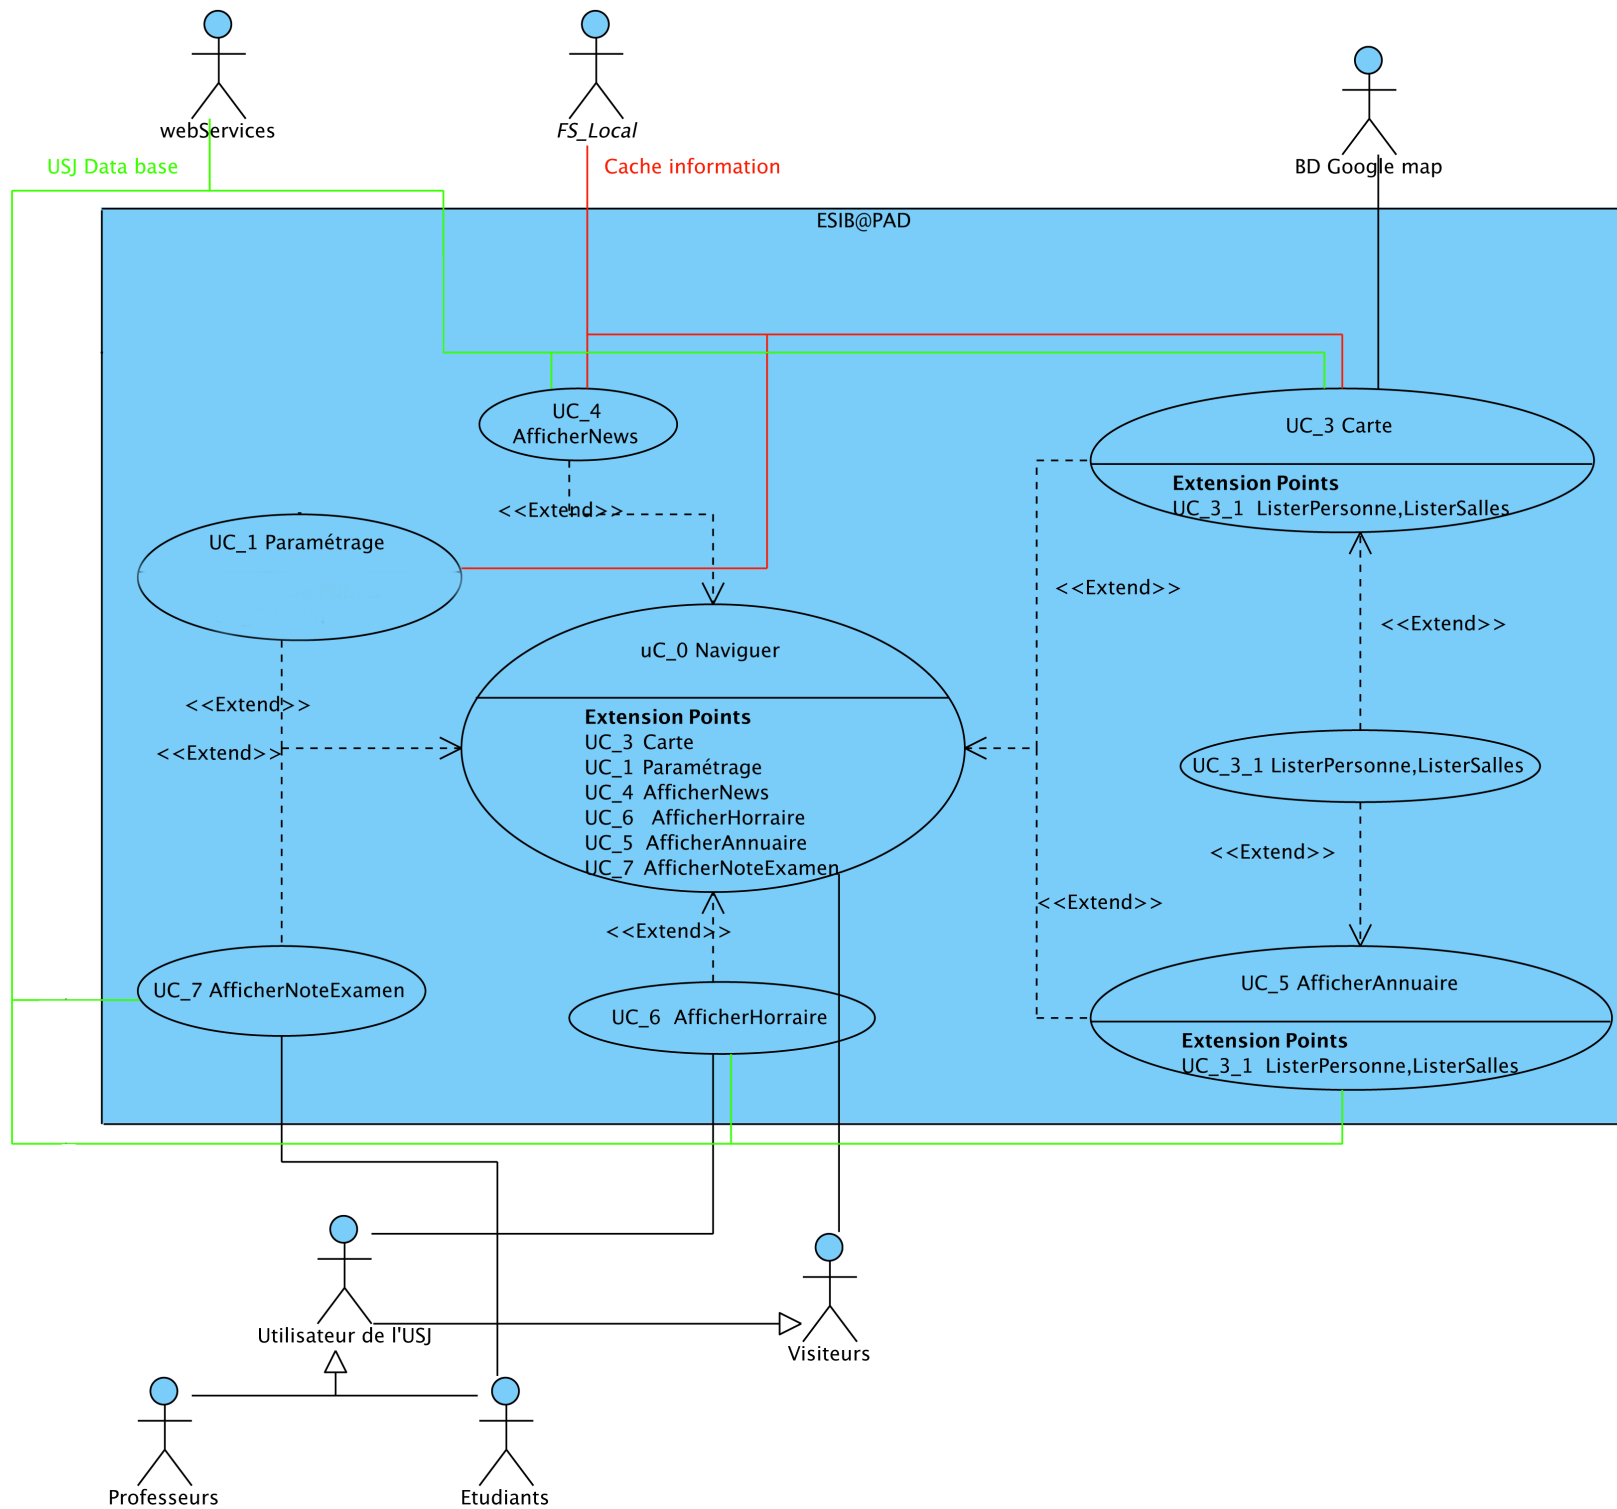 webServices
FS_Local
USJ Data base
Cache information
BD Google map
ESIB@PAD
UC_4
AfficherNews
UC_3 Carte
Extension Points
UC_3_1 ListerPersonne,ListerSalles
<<Extend>>
UC_1 Paramétrage
<<Extend>>
<<Extend>>
uC_0 Naviguer
<<Extend>>
<<Extend>>
Extension Points
UC_3 Carte
UC_1 Paramétrage
UC_4 AfficherNews
UC_6 AfficherHorraire
UC_5 AfficherAnnuaire
UC_7 AfficherNoteExamen
UC_3_1 ListerPersonne,ListerSalles
<<Extend>>
<<Extend>>
<<Extend>>
UC_7 AfficherNoteExamen
UC_6 AfficherHorraire
UC_5 AfficherAnnuaire
Extension Points
UC_3_1 ListerPersonne,ListerSalles
Utilisateur de l'USJ
Visiteurs
Professeurs
Etudiants